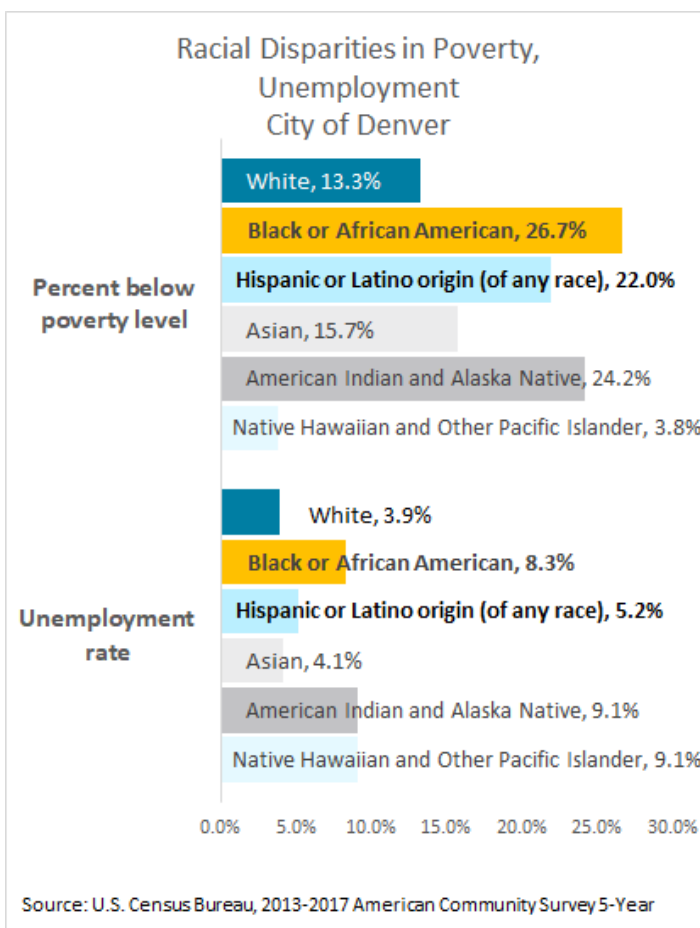 Racial Disparities in Poverty,
Unemployment
City of Denver
Percent below
poverty level
White, 13.3%
Black or African American, 26.7%
Hispanic or Latino origin (of any race), 22.0%
Asian, 15.7%
American Indian and Alaska Native, 24.2%
Native Hawaiian and Other Pacific Islander, 3.8%
Unemployment
rate
White, 3.9%
Black or African American, 8.3%
Hispanic or Latino origin (of any race), 5.2%
Asian, 4.1%
American Indian and Alaska Native, 9.1%
Native Hawaiian and Other Pacific Islander, 9.1%
0.0% 5.0% 10.0% 15.0% 20.0% 25.0% 30.0%
Source: U.S. Census Bureau, 2013-2017 American Community Survey 5-Year